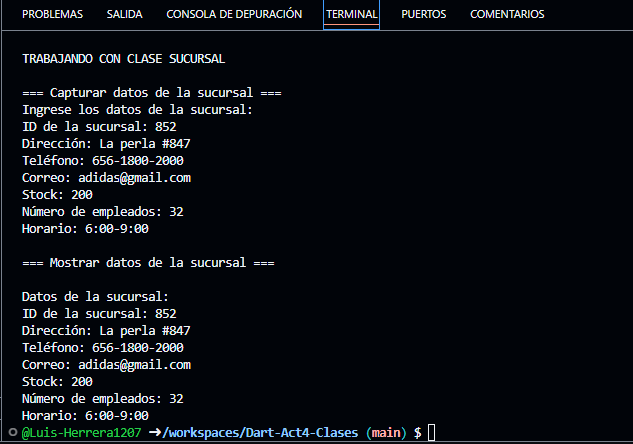 PROBLEMAS SALIDA CONSOLA DE DEPURACIÓN TERMINAL PUERTOS COMENTARIOS
TRABAJANDO CON CLASE SUCURSAL
=== Capturar datos de la sucursal ===
Ingrese los datos de la sucursal:
ID de la sucursal: 852
Dirección: La perla #847
Teléfono: 656-1800-2000
Correo: adidas@gmail.com
Stock: 200
Número de empleados: 32
Horario: 6:00-9:00
=== Mostrar datos de la sucursal ===
Datos de la sucursal:
ID de la sucursal: 852
Dirección: La perla #847
Teléfono: 656-1800-2000
Correo: adidas@gmail.com
Stock: 200
Número de empleados: 32
Horario: 6:00-9:00
@Luis-Herrera1207 ➜/workspaces/Dart-Act4-Clases (main) $